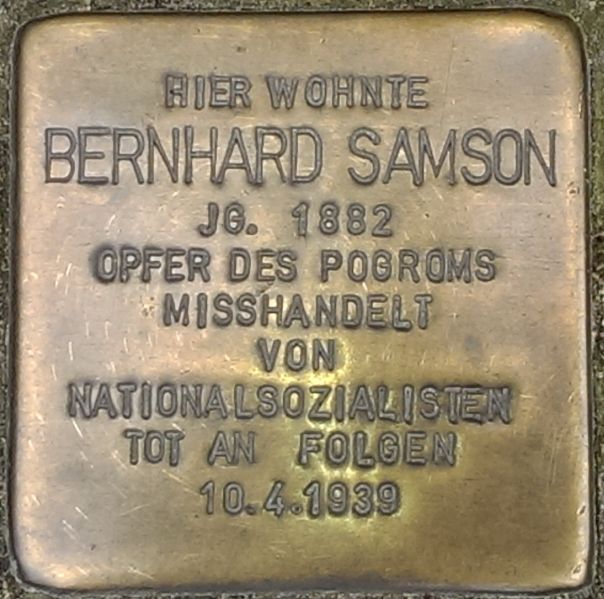 HIER WOHNTE
BERNHARD SAMSON
JG. 1882
OPFER DES POGROMS
MISSHANDELT
VON
NATIONALSOZIALISTEN
TOT AN FOLGEN
10.4.1939